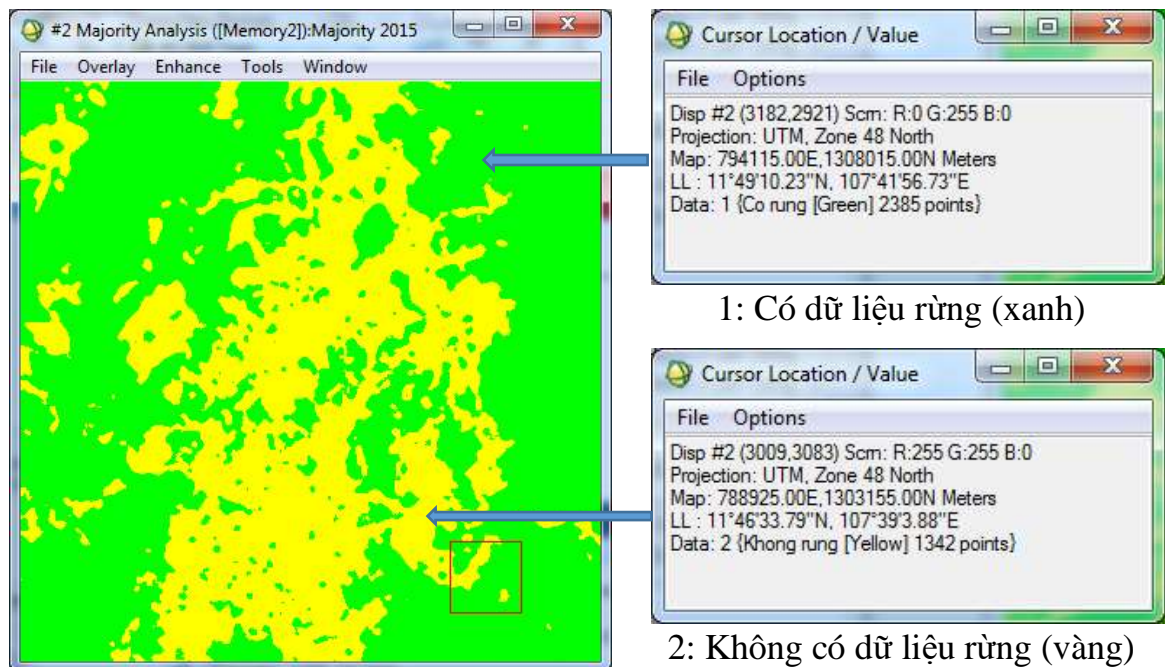 #2 Majority Analysis ([Memory2]):Majority 2015
File Overlay Enhance Tools Window
Cursor Location / Value
File Options
Disp #2 (3182,2921) Scrn: R:0 G:255 B:0
Projection: UTM, Zone 48 North
Map: 794115.00E,1308015.00N Meters
LL : 11°49'10.23"N, 107°41'56.73"E
Data: 1 {Co rung [Green] 2385 points}
1: Có dữ liệu rừng (xanh)
Cursor Location / Value
File Options
Disp #2 (3009,3083) Scrn: R:255 G:255 B:0
Projection: UTM, Zone 48 North
Map: 788925.00E,1303155.00N Meters
LL : 11°46'33.79"N, 107°39'3.88"E
Data: 2 {Khong rung [Yellow] 1342 points}
2: Không có dữ liệu rừng (vàng)